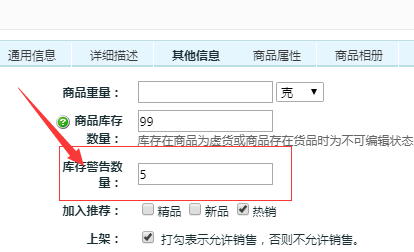 通用信息 详细描述 其他信息 商品属性 商品相册
商品重量： 克
商品库存 99
数量： 库存在商品为虚货或商品存在货品时为不可编辑状态
库存警告数
量： 5
加入推荐： 精品 新品 热销
上架： 打勾表示允许销售，否则不允许销售。